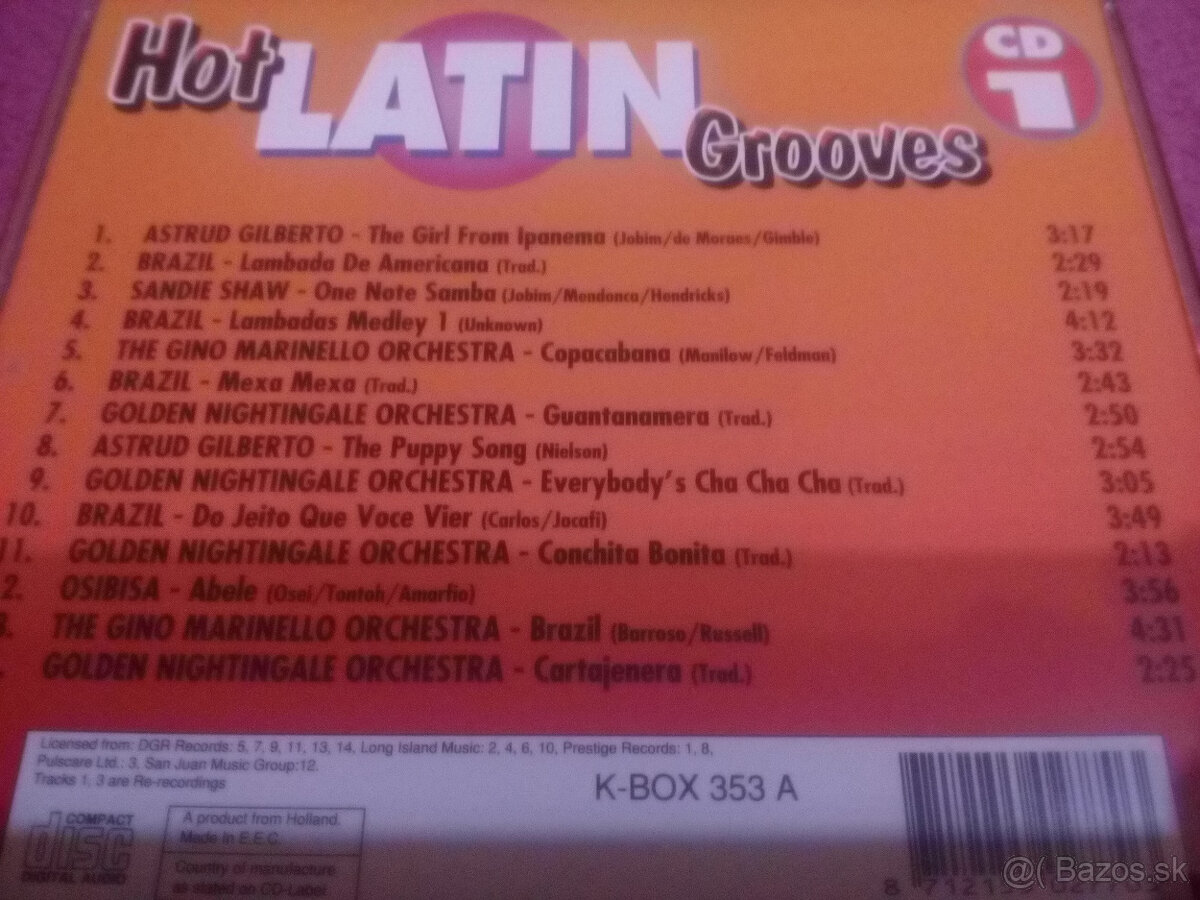 Hot LATIN Grooves
CD 1
1. ASTRUD GILBERTO - The Girl From Ipanema (Jobim/de Moraes/Gimble) 3:17
2. BRAZIL - Lambada De Americana (Trad.) 2:29
3. SANDIE SHAW - One Note Samba (Jobim/Mendonca/Hendricks) 2:19
4. BRAZIL - Lambadas Medley 1 (Unknown) 4:12
5. THE GINO MARINELLO ORCHESTRA - Copacabana (Manilow/Feldman) 3:32
6. BRAZIL - Mexa Mexa (Trad.) 2:43
7. GOLDEN NIGHTINGALE ORCHESTRA - Guantanamera (Trad.) 2:50
8. ASTRUD GILBERTO - The Puppy Song (Nielson) 2:54
9. GOLDEN NIGHTINGALE ORCHESTRA - Everybody's Cha Cha Cha (Trad.) 3:05
10. BRAZIL - Do Jeito Que Voce Vier (Carlos/Jocafi) 3:49
11. GOLDEN NIGHTINGALE ORCHESTRA - Conchita Bonita (Trad.) 2:13
2. OSIBISA - Abele (Osei/Tontoh/Amarfio) 3:56
3. THE GINO MARINELLO ORCHESTRA - Brazil (Barroso/Russell) 4:31
GOLDEN NIGHTINGALE ORCHESTRA - Cartajenera (Trad.) 2:25
Licensed from: DGR Records: 5, 7, 9, 11, 13, 14, Long Island Music: 2, 4, 6, 10, Prestige Records: 1, 8,
Pulscare Ltd.: 3, San Juan Music Group:12.
Tracks 1, 3 are Re-recordings
K-BOX 353 A
COMPACT
disc
DIGITAL AUDIO
A product from Holland.
Made in E.E.C.
Country of manufacture
as stated on CD-Label
@( Bazos.sk